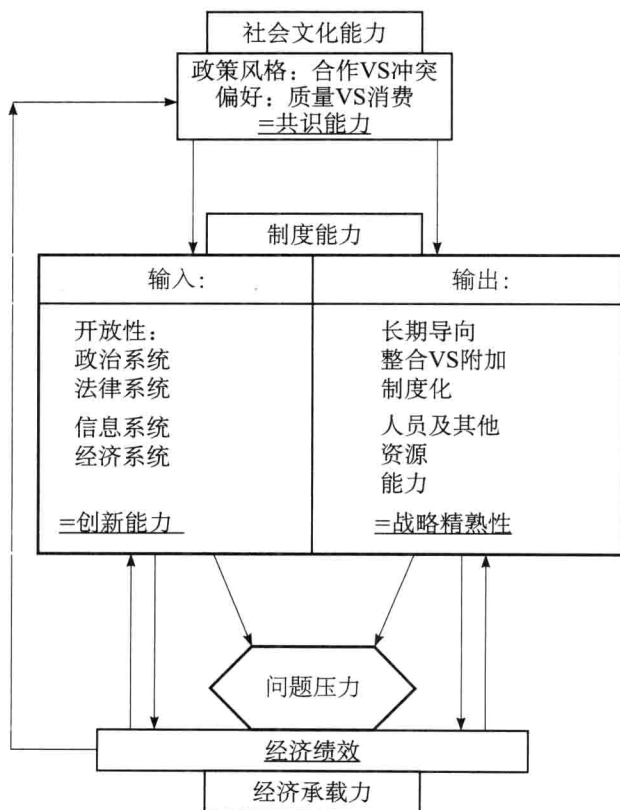 社会文化能力
政策风格：合作VS冲突
偏好：质量VS消费
=共识能力
制度能力
输入：
开放性：
政治系统
法律系统
信息系统
经济系统
=创新能力
输出：
长期导向
整合VS附加
制度化
人员及其他
资源
能力
=战略精熟性
问题压力
经济绩效
经济承载力